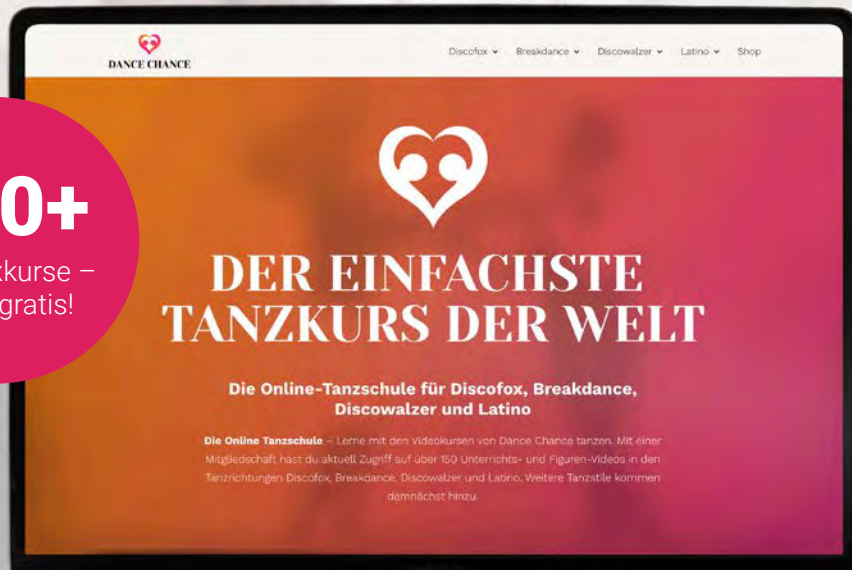 DANCE CHANCE
Discofox Breakdance Discowalzer Latino Shop
0+
kurse –
gratis!
DER EINFACHSTE
TANZKURS DER WELT
Die Online-Tanzschule für Discofox, Breakdance,
Discowalzer und Latino
Die Online Tanzschule – Lerne mit den Videokursen von Dance Chance tanzen. Mit einer
Mitgliedschaft hast du aktuell Zugriff auf über 150 Unterrichts- und Figuren-Videos in den
Tanzrichtungen Discofox, Breakdance, Discowalzer und Latino. Weitere Tanzstile kommen
demnächst hinzu.